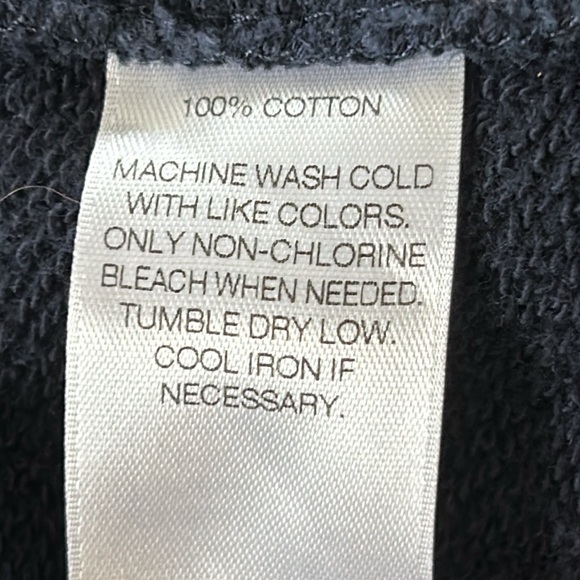 100% COTTON
MACHINE WASH COLD
WITH LIKE COLORS.
ONLY NON-CHLORINE
BLEACH WHEN NEEDED.
TUMBLE DRY LOW.
COOL IRON IF
NECESSARY.